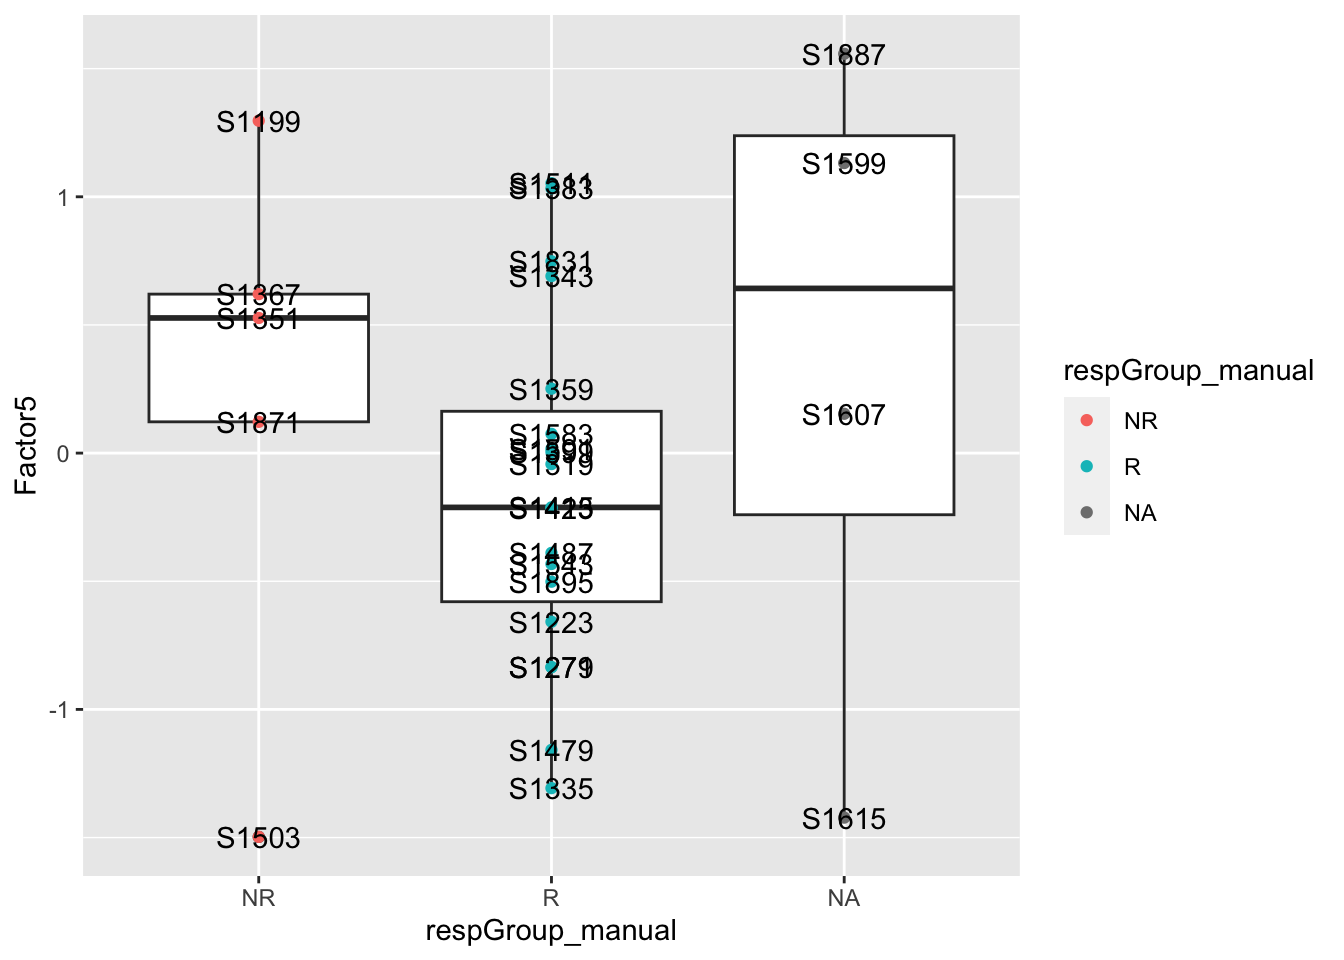 S1887
S1199
S1599
1
S1831
S1343
S1367
S1351
S1359
S1607
S1871
S1583
0
S1319
Factor5
S1487
S1895
S1223
S1279
-1
S1479
S1335
S1615
S1503
NR
R
NA
respGroup_manual
respGroup_manual
NR
R
NA